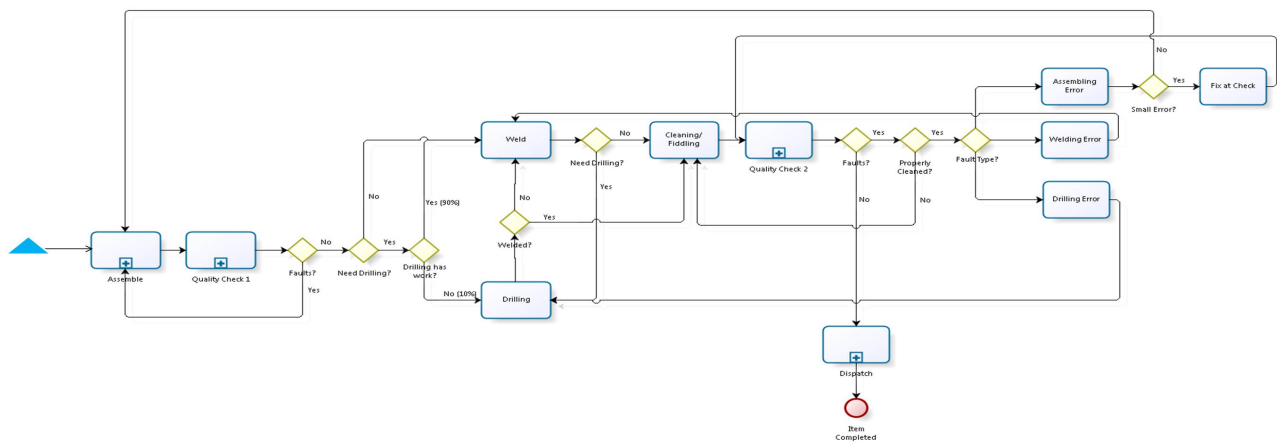 No
Assembling
Error
Yes
Fix at Check
Small Error?
Weld
No
Need Drilling?
Cleaning/
Fiddling
Quality Check 2
Yes
Faults?
Yes
Properly
Cleaned?
Fault Type?
Welding Error
Yes
No
Yes (90%)
No
Yes
Welded?
No
No
Drilling Error
Assemble
Quality Check 1
No
Faults?
Yes
Need Drilling?
Yes
Drilling has
work?
No (10%)
Drilling
Dispatch
Item
Completed